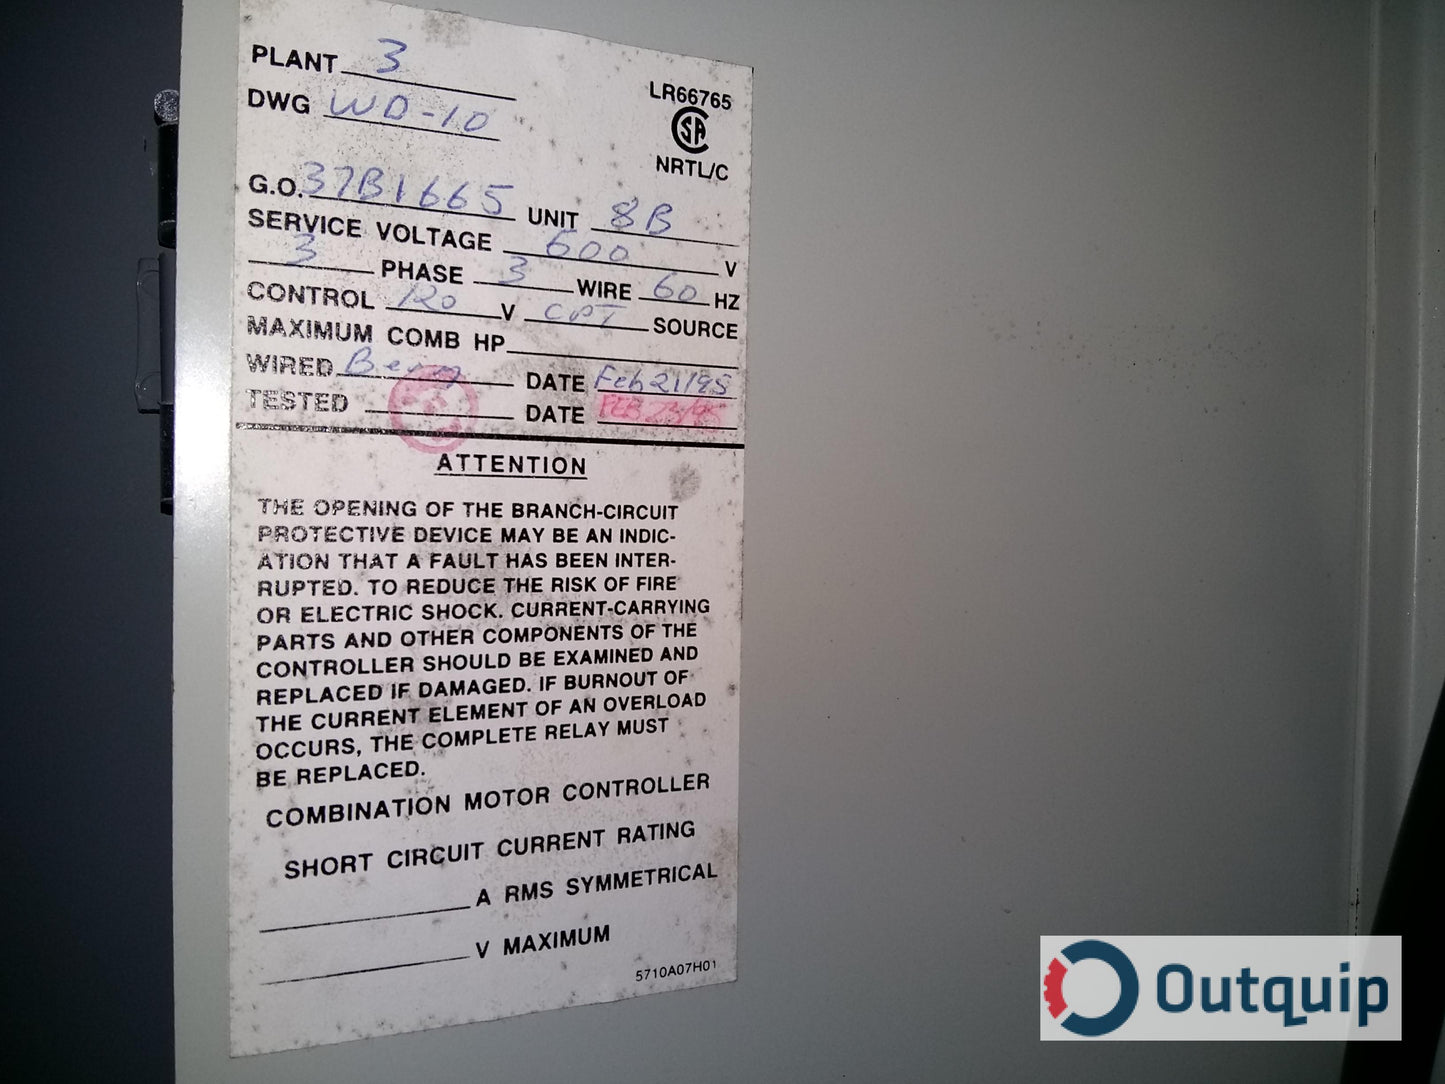 PLANT 3
DWG WD-10
LR66765
NRTL/C
G.O. 37B1665 UNIT 8B
SERVICE VOLTAGE 600 V
3 PHASE 3 WIRE 60 HZ
CONTROL 120 V CPT SOURCE
MAXIMUM COMB HP
WIRED DATE Feb 21/95
TESTED DATE FEB 23/95
ATTENTION
THE OPENING OF THE BRANCH-CIRCUIT
PROTECTIVE DEVICE MAY BE AN INDIC-
ATION THAT A FAULT HAS BEEN INTER-
RUPTED. TO REDUCE THE RISK OF FIRE
OR ELECTRIC SHOCK. CURRENT-CARRYING
PARTS AND OTHER COMPONENTS OF THE
CONTROLLER SHOULD BE EXAMINED AND
REPLACED IF DAMAGED. IF BURNOUT OF
THE CURRENT ELEMENT OF AN OVERLOAD
OCCURS, THE COMPLETE RELAY MUST
BE REPLACED.
COMBINATION MOTOR CONTROLLER
SHORT CIRCUIT CURRENT RATING
A RMS SYMMETRICAL
V MAXIMUM
5710A07H01
Outquip